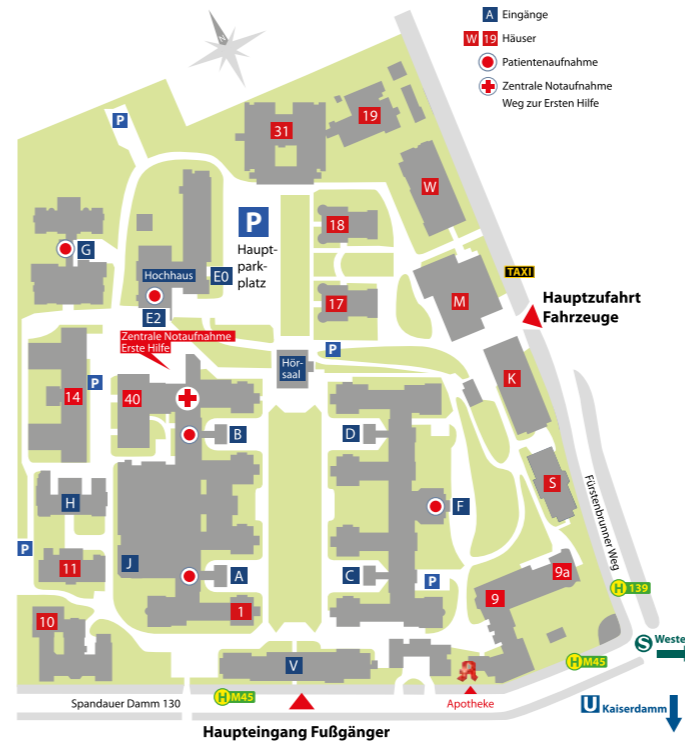 A Eingänge
W 19 Häuser
Patientenaufnahme
Zentrale Notaufnahme
Weg zur Ersten Hilfe
N
P
31
19
W
18
P
Haupt-
park-
platz
G
Hochhaus
E0
E2
17
TAXI
M
Hauptzufahrt
Fahrzeuge
Zentrale Notaufnahme
Erste Hilfe
P
Hör-
saal
K
14
P
40
B
D
S
Fürstenbrunner Weg
H
F
P
11
J
A
C
P
9a
9
H 139
10
1
V
S Weste
H M45
U Kaiserdamm
A
Apotheke
Spandauer Damm 130
H M45
Haupteingang Fußgänger